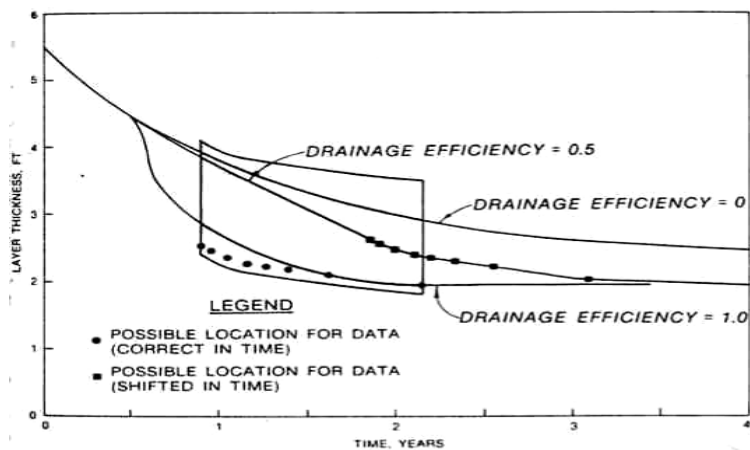 6
5
4
3
2
1
0
LAYER THICKNESS, FT
DRAINAGE EFFICIENCY = 0.5
DRAINAGE EFFICIENCY = 0
DRAINAGE EFFICIENCY = 1.0
LEGEND
POSSIBLE LOCATION FOR DATA
(CORRECT IN TIME)
POSSIBLE LOCATION FOR DATA
(SHIFTED IN TIME)
0 1 2 3 4
TIME, YEARS